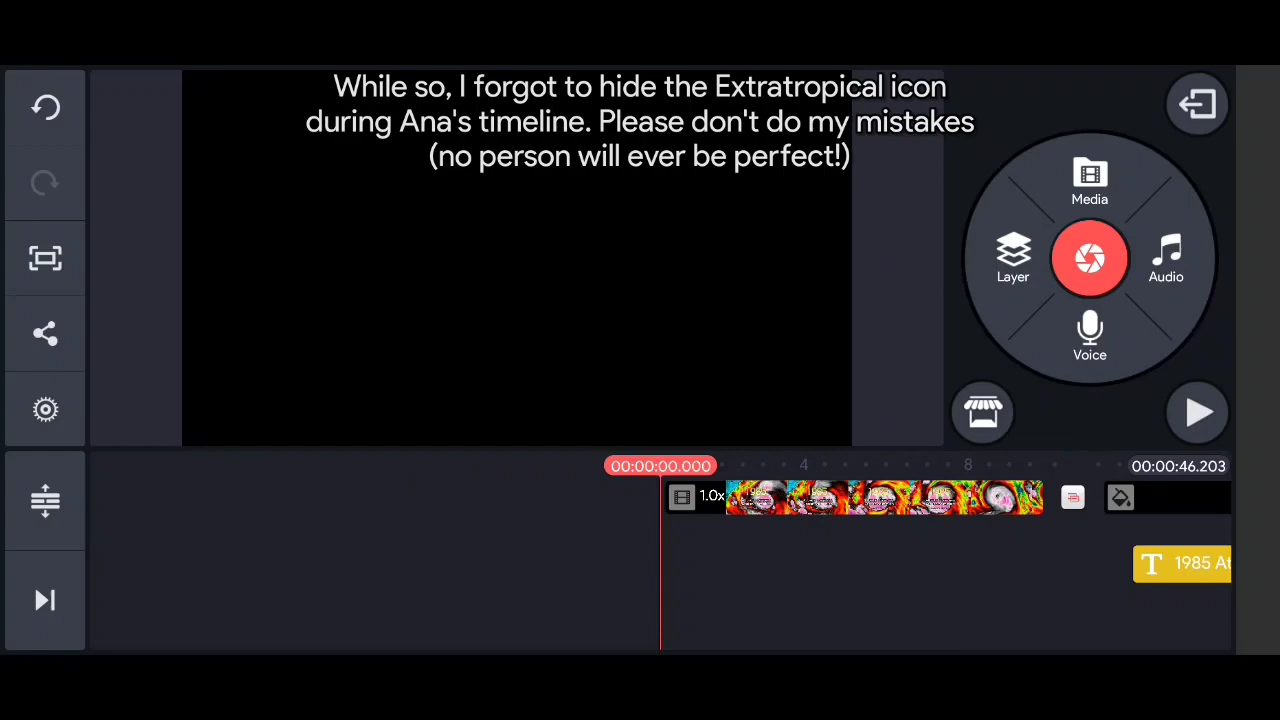 While so, I forgot to hide the Extratropical icon
during Ana's timeline. Please don't do my mistakes
(no person will ever be perfect!)
Media
Layer
Audio
Voice
00:00:00.000
4
8
00:00:46.203
1.0x
T 1985 At